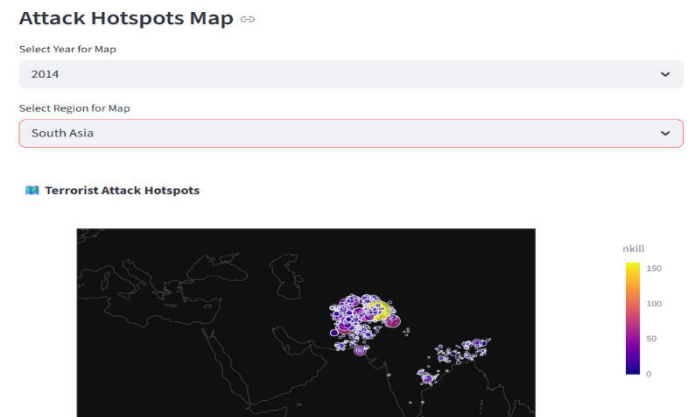 Attack Hotspots Map
Select Year for Map
2014
Select Region for Map
South Asia
Terrorist Attack Hotspots
nkill
150
100
50
0